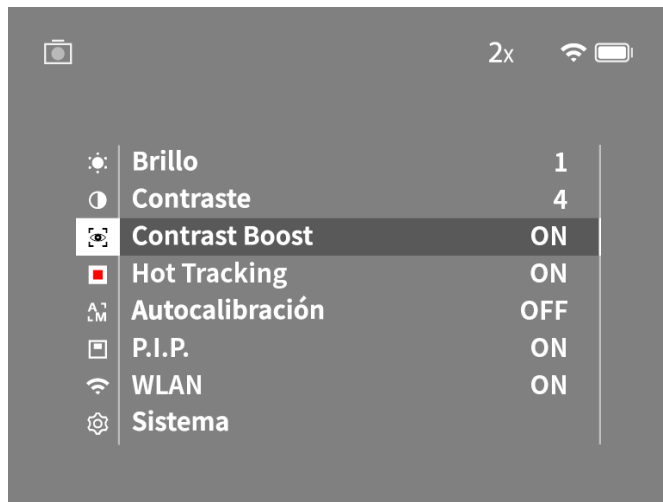 2x
Brillo 1
Contraste 4
Contrast Boost ON
Hot Tracking ON
Autocalibración OFF
P.I.P. ON
WLAN ON
Sistema